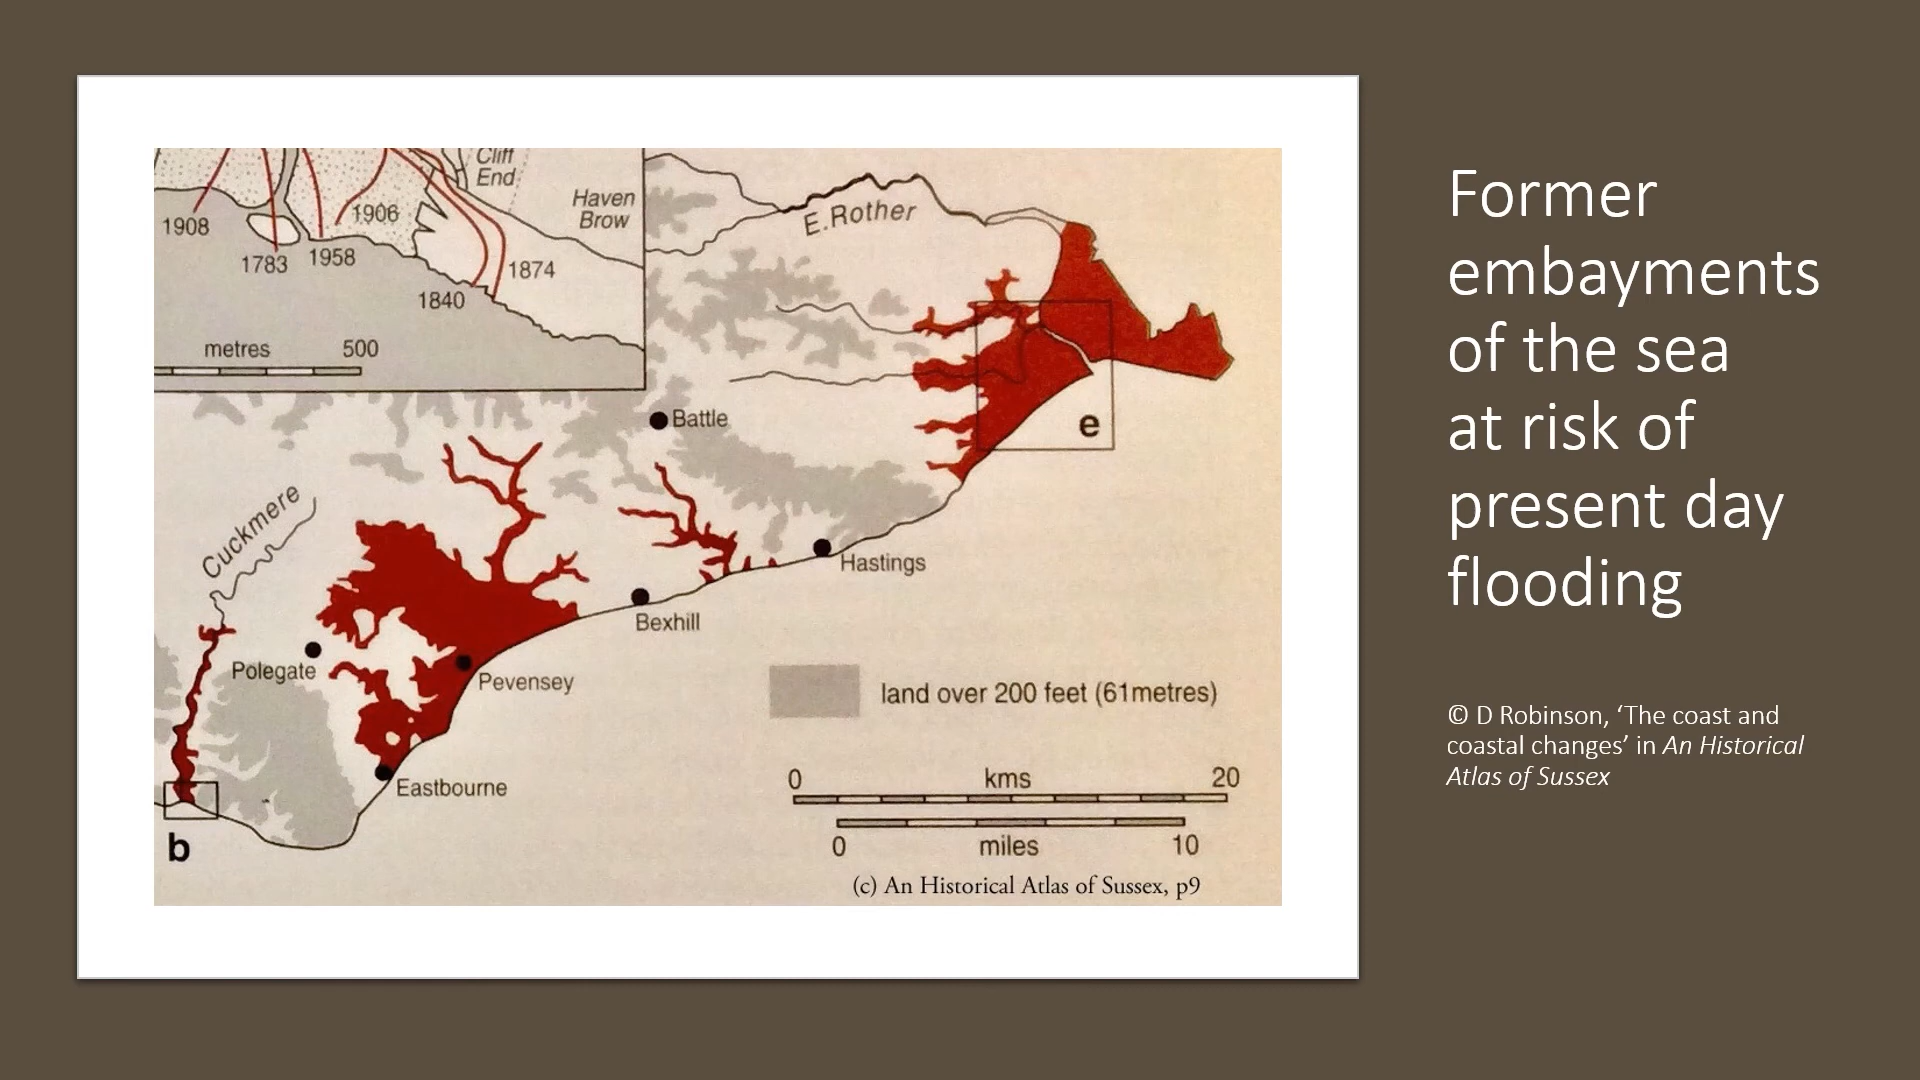 Cliff
End
Haven
Brow
1908
1906
1783
1958
1874
1840
metres 500
E.Rother
Battle
e
Cuckmere
Hastings
Bexhill
Polegate
Pevensey
Eastbourne
b
land over 200 feet (61metres)
0 kms 20
0 miles 10
(c) An Historical Atlas of Sussex, p9
Former
embayments
of the sea
at risk of
present day
flooding
© D Robinson, ‘The coast and
coastal changes’ in An Historical
Atlas of Sussex